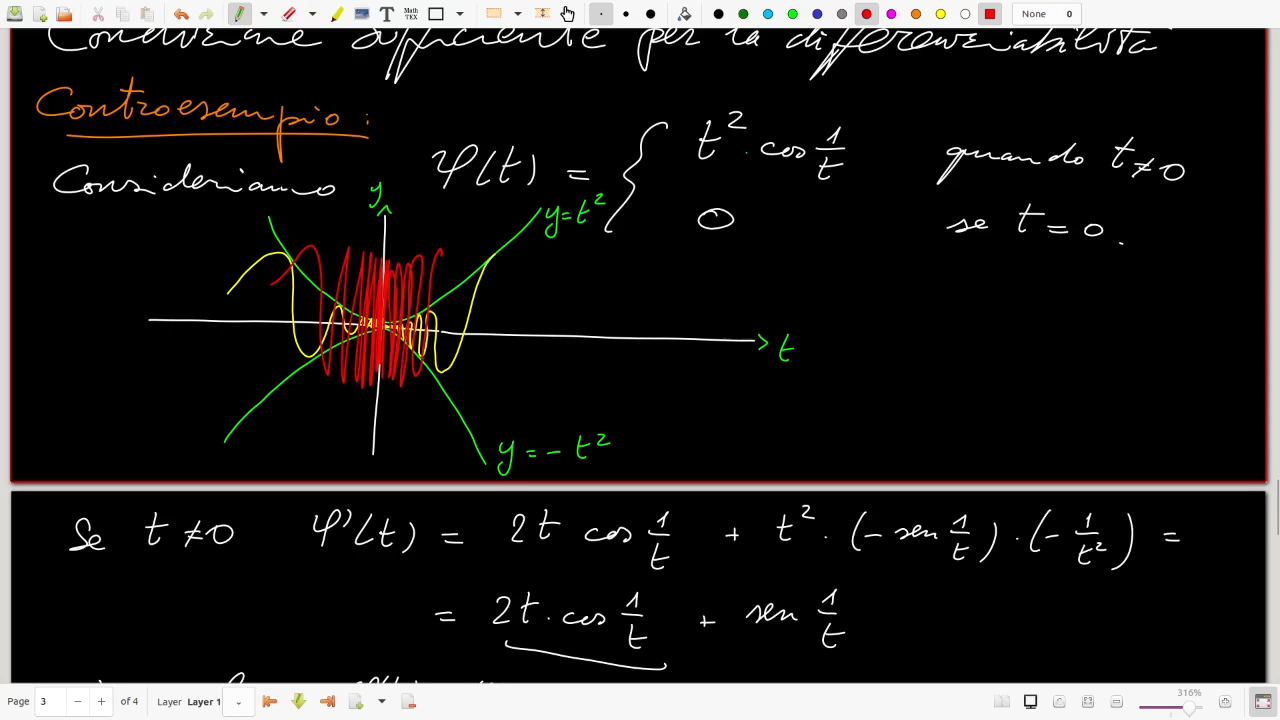 Math
TEX
None 0
Condizione sufficiente per la differenziabilità
Controesempio:
Consideriamo φ(t) = { t² · cos 1/t quando t≠0
0 se t = 0.
y
y=t²
t
y = - t²
Se t ≠ 0 φ'(t) = 2t cos 1/t + t² · (- sen 1/t) · (- 1/t²) =
= 2t · cos 1/t + sen 1/t
Page 3 of 4 Layer Layer 1 316%